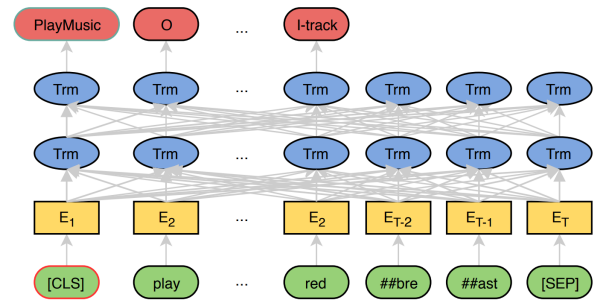 PlayMusic O ... I-track
Trm Trm ... Trm Trm Trm Trm
Trm Trm ... Trm Trm Trm Trm
E1 E2 ... E2 ET-2 ET-1 ET
[CLS] play ... red ##bre ##ast [SEP]